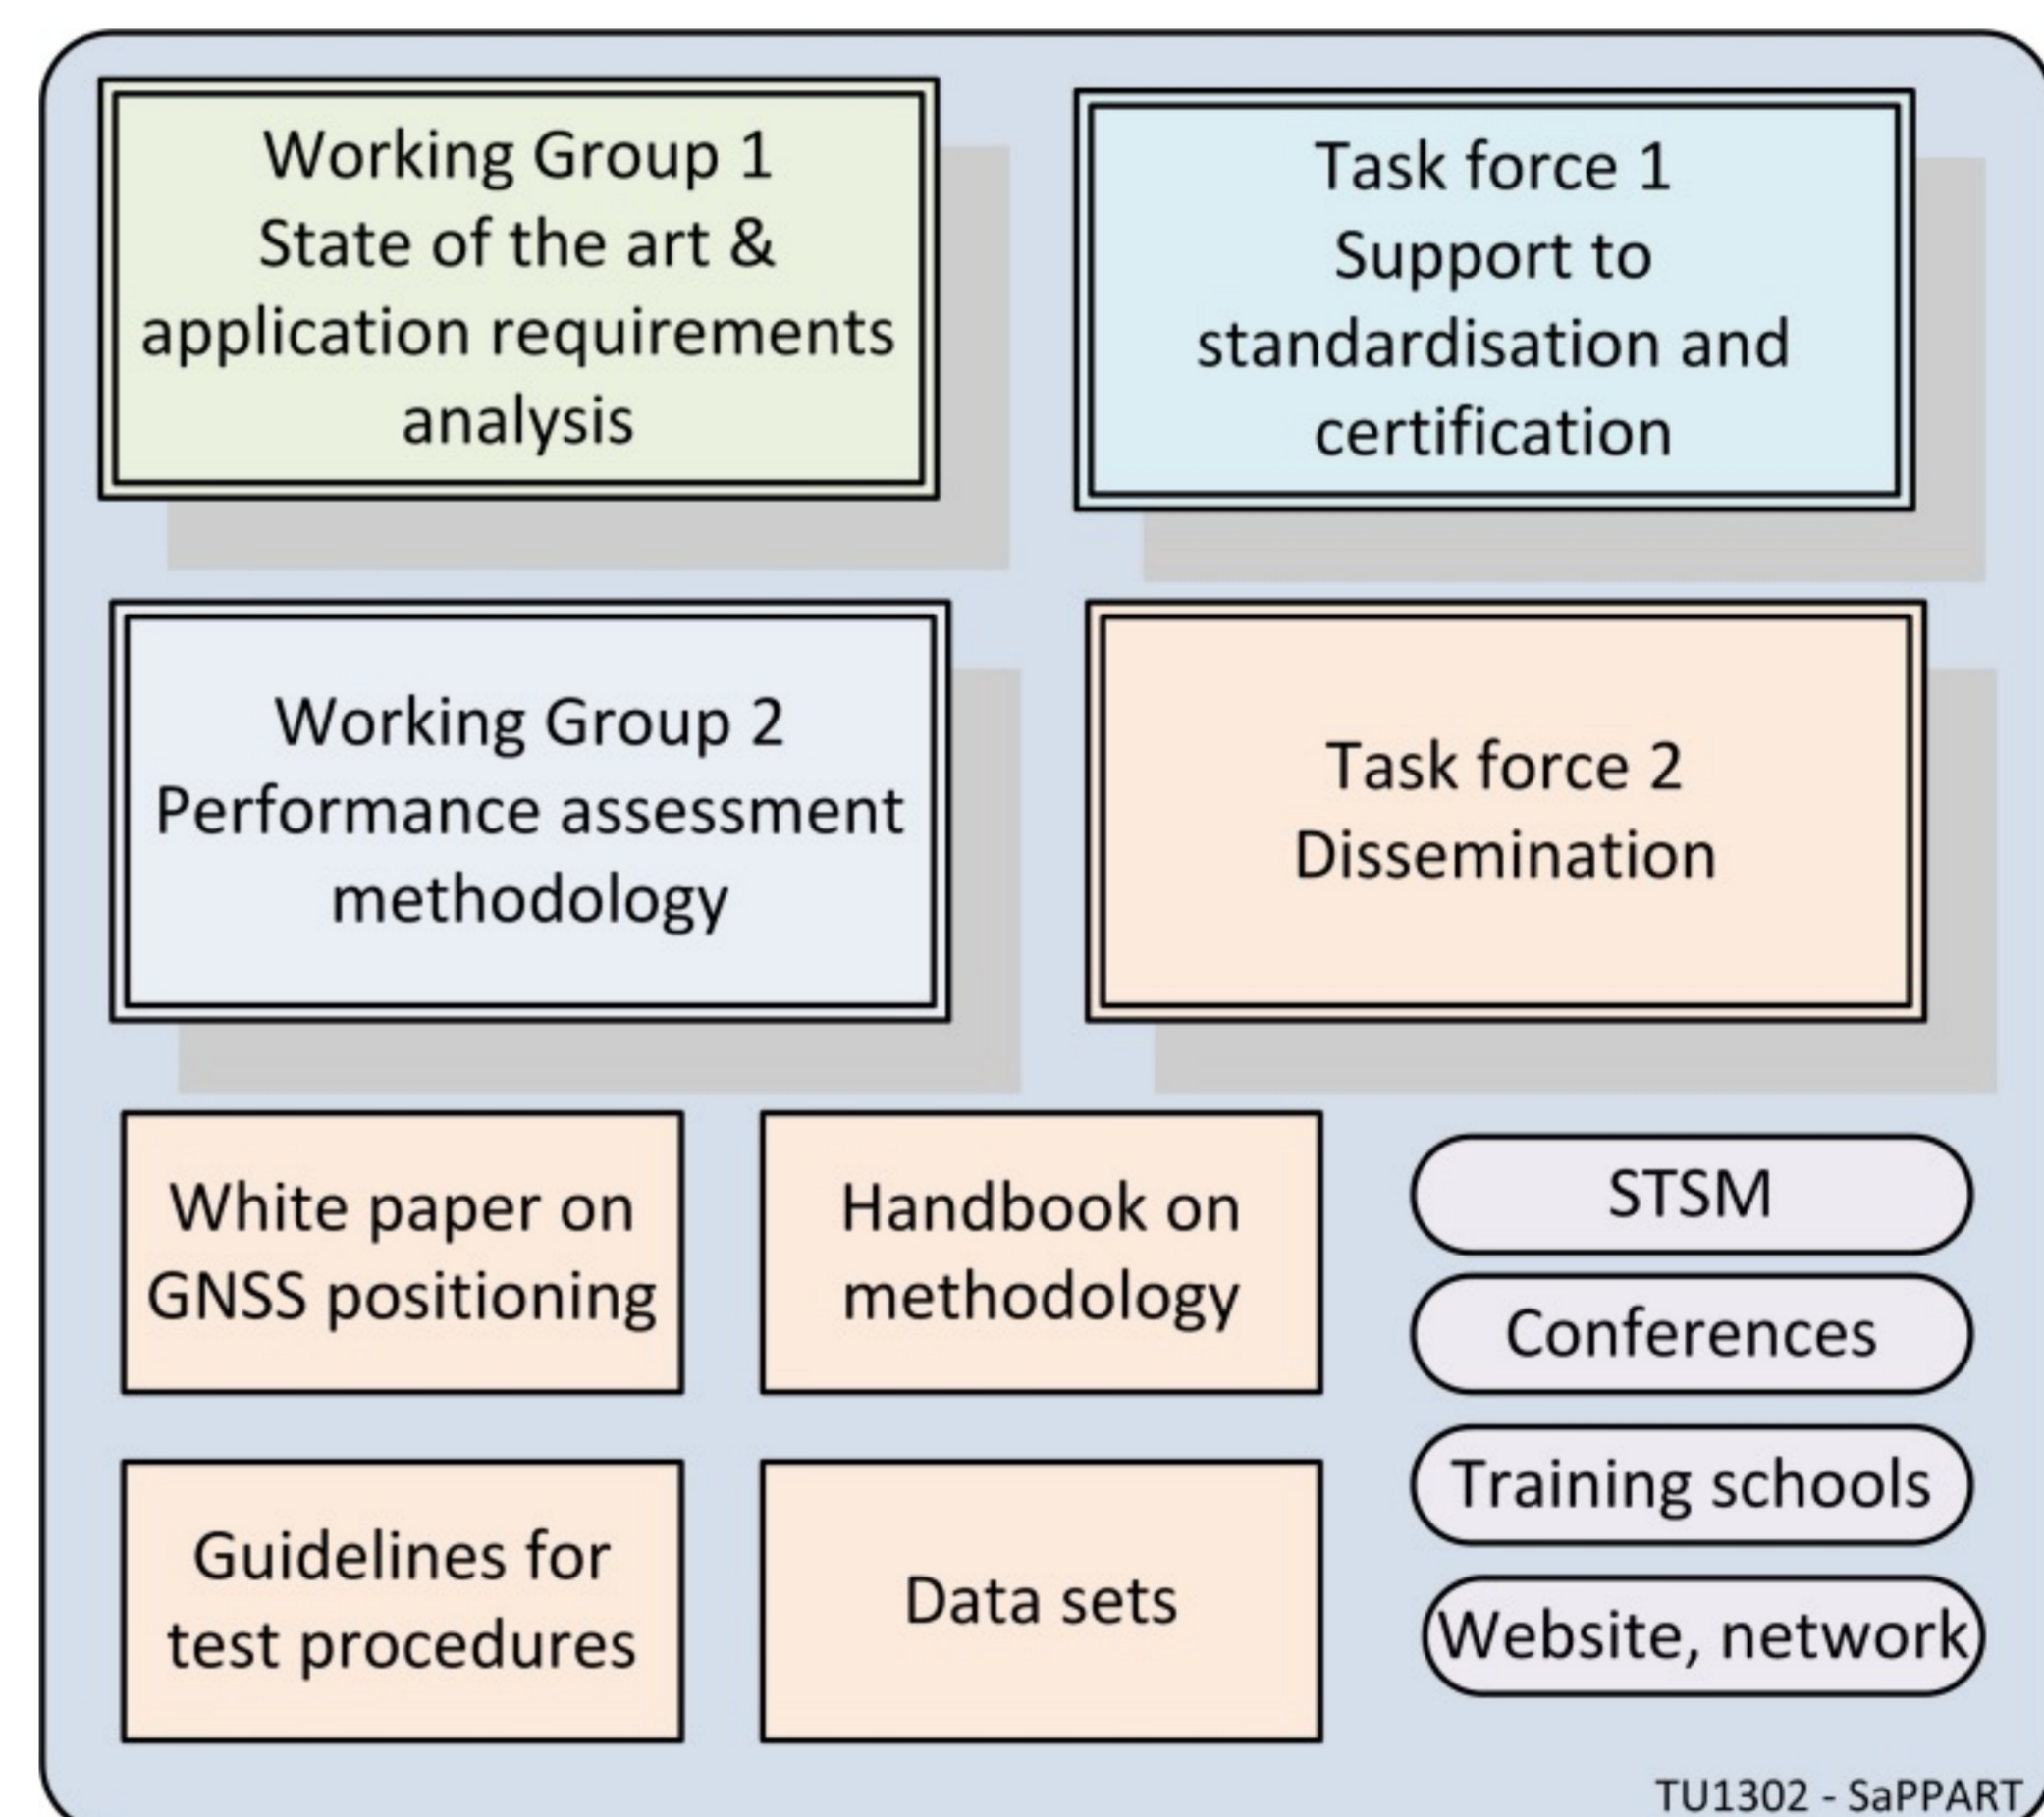 Working Group 1
State of the art &
application requirements
analysis
Task force 1
Support to
standardisation and
certification
Working Group 2
Performance assessment
methodology
Task force 2
Dissemination
White paper on
GNSS positioning
Handbook on
methodology
STSM
Conferences
Training schools
Website, network
Guidelines for
test procedures
Data sets
TU1302 - SaPPART